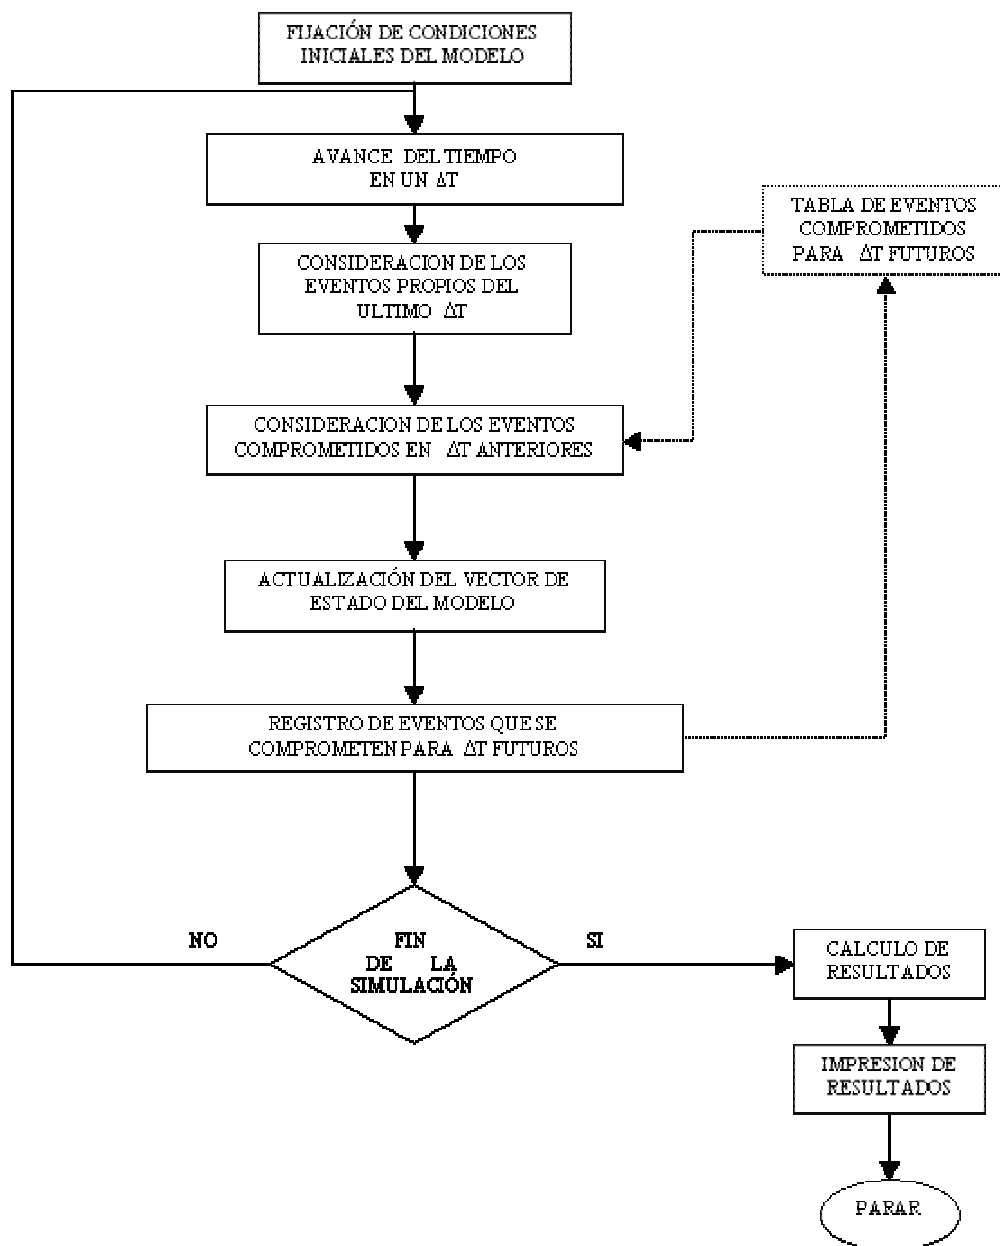 FIJACIÓN DE CONDICIONES
INICIALES DEL MODELO
AVANCE DEL TIEMPO
EN UN ΔT
TABLA DE EVENTOS
COMPROMETIDOS
PARA ΔT FUTUROS
CONSIDERACION DE LOS
EVENTOS PROPIOS DEL
ULTIMO ΔT
CONSIDERACION DE LOS EVENTOS
COMPROMETIDOS EN ΔT ANTERIORES
ACTUALIZACIÓN DEL VECTOR DE
ESTADO DEL MODELO
REGISTRO DE EVENTOS QUE SE
COMPROMETEN PARA ΔT FUTUROS
NO
FIN
DE LA
SIMULACIÓN
SI
CALCULO DE
RESULTADOS
IMPRESION DE
RESULTADOS
PARAR